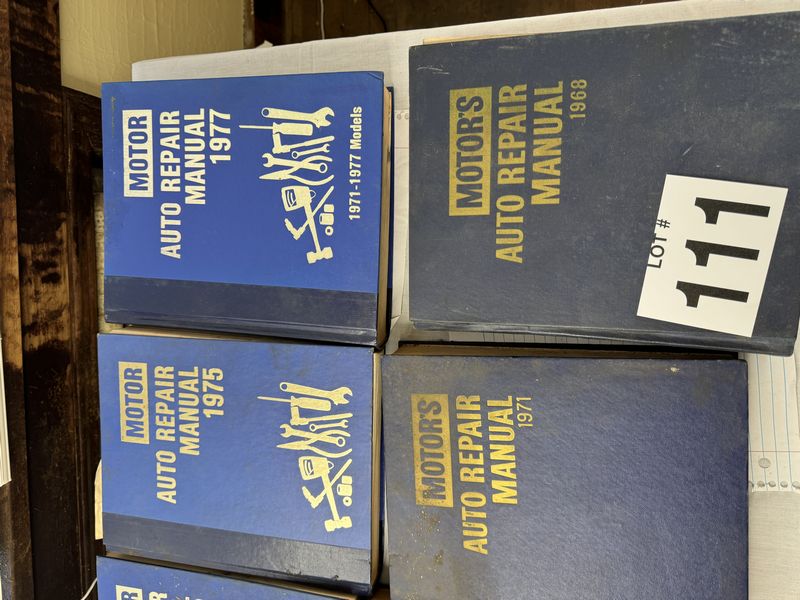 MOTOR
AUTO REPAIR
MANUAL
1977
1971-1977 Models
MOTOR'S
AUTO REPAIR
MANUAL
1968
LOT #
111
MOTOR
AUTO REPAIR
MANUAL
1975
MOTOR'S
AUTO REPAIR
MANUAL
1971